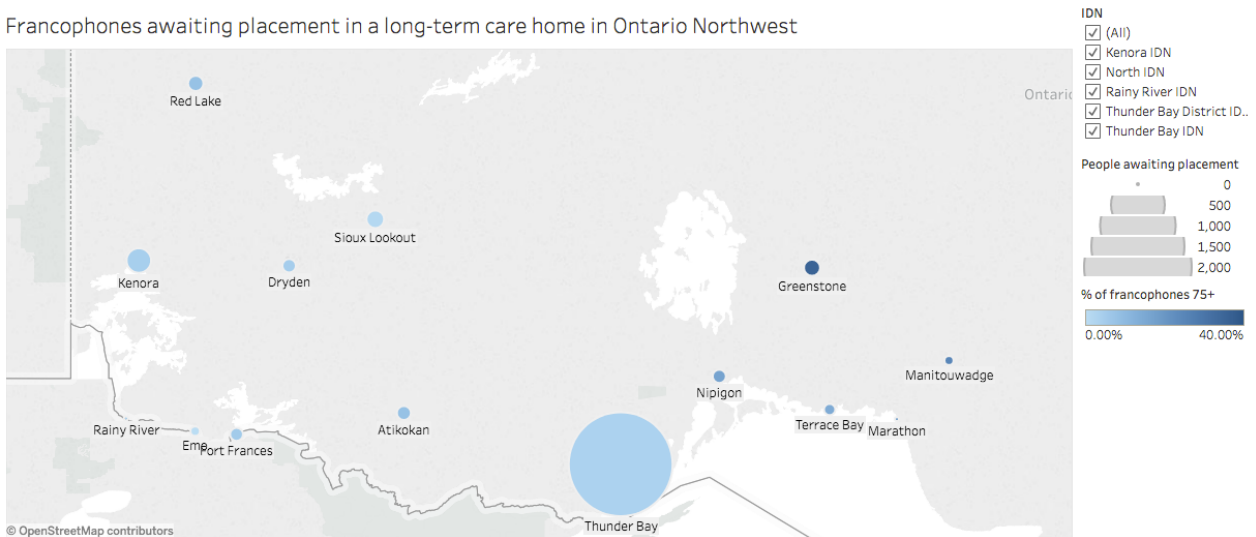 Francophones awaiting placement in a long-term care home in Ontario Northwest
Red Lake
Ontario
Sioux Lookout
Kenora
Dryden
Greenstone
Manitouwadge
Nipigon
Rainy River
Emo
Fort Frances
Atikokan
Terrace Bay
Marathon
Thunder Bay
© OpenStreetMap contributors
IDN
(All)
Kenora IDN
North IDN
Rainy River IDN
Thunder Bay District ID..
Thunder Bay IDN
People awaiting placement
0
500
1,000
1,500
2,000
% of francophones 75+
0.00% 40.00%